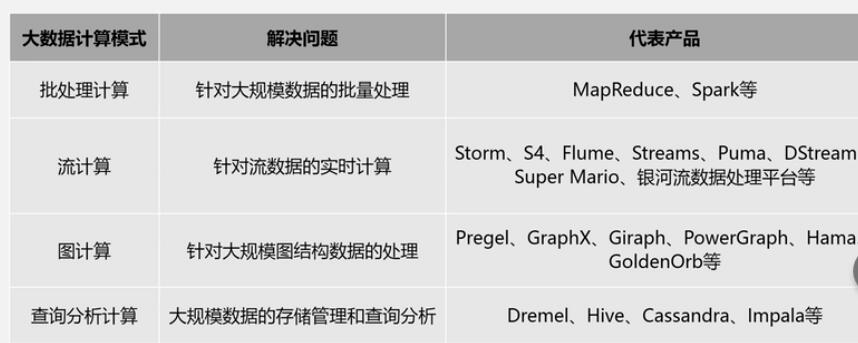 大数据计算模式 解决问题 代表产品
批处理计算 针对大规模数据的批量处理 MapReduce、Spark等
流计算 针对流数据的实时计算 Storm、S4、Flume、Streams、Puma、DStream
Super Mario、银河流数据处理平台等
图计算 针对大规模图结构数据的处理 Pregel、GraphX、Giraph、PowerGraph、Hama
GoldenOrb等
查询分析计算 大规模数据的存储管理和查询分析 Dremel、Hive、Cassandra、Impala等